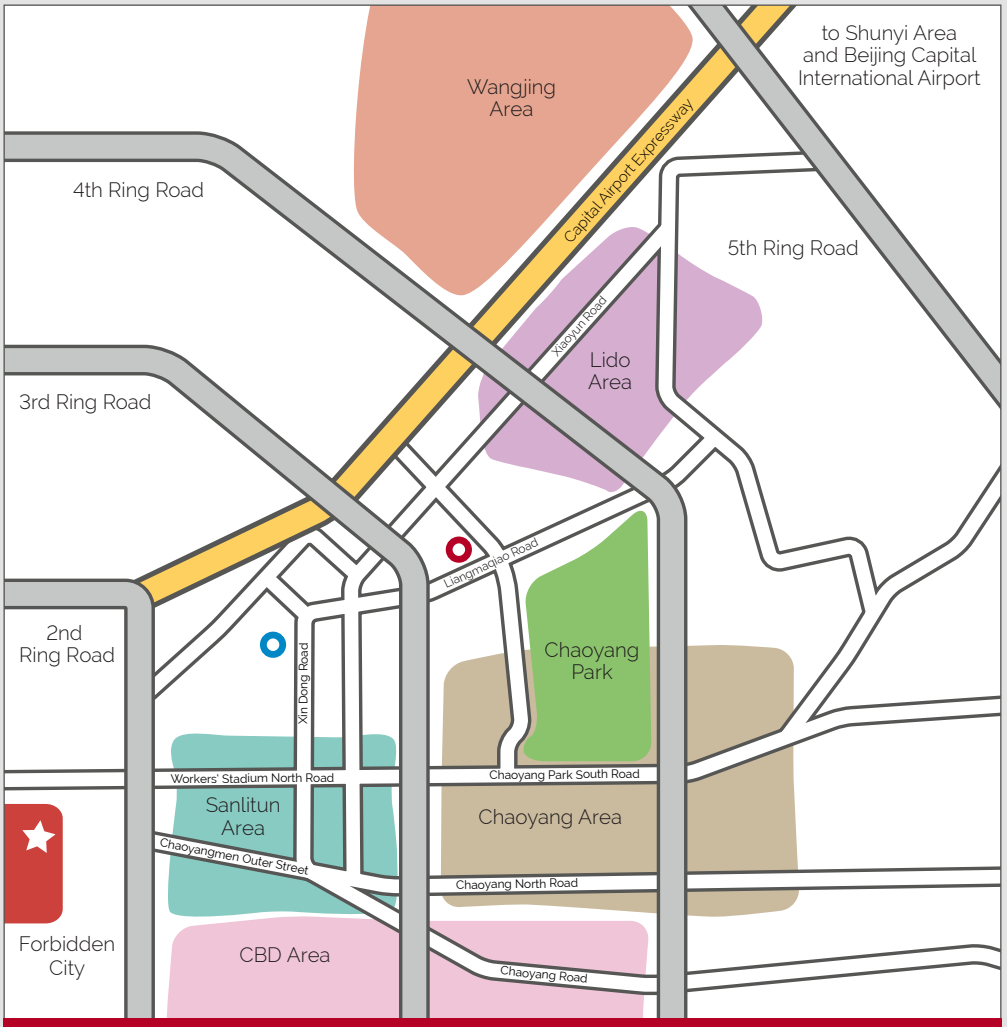 to Shunyi Area
and Beijing Capital
International Airport
Wangjing
Area
Capital Airport Expressway
4th Ring Road
5th Ring Road
Xiaoyun Road
Lido
Area
3rd Ring Road
Liangmaqiao Road
2nd
Ring Road
Chaoyang
Park
Xin Dong Road
Workers' Stadium North Road
Chaoyang Park South Road
Sanlitun
Area
Chaoyang Area
Chaoyangmen Outer Street
Chaoyang North Road
Forbidden
City
CBD Area
Chaoyang Road